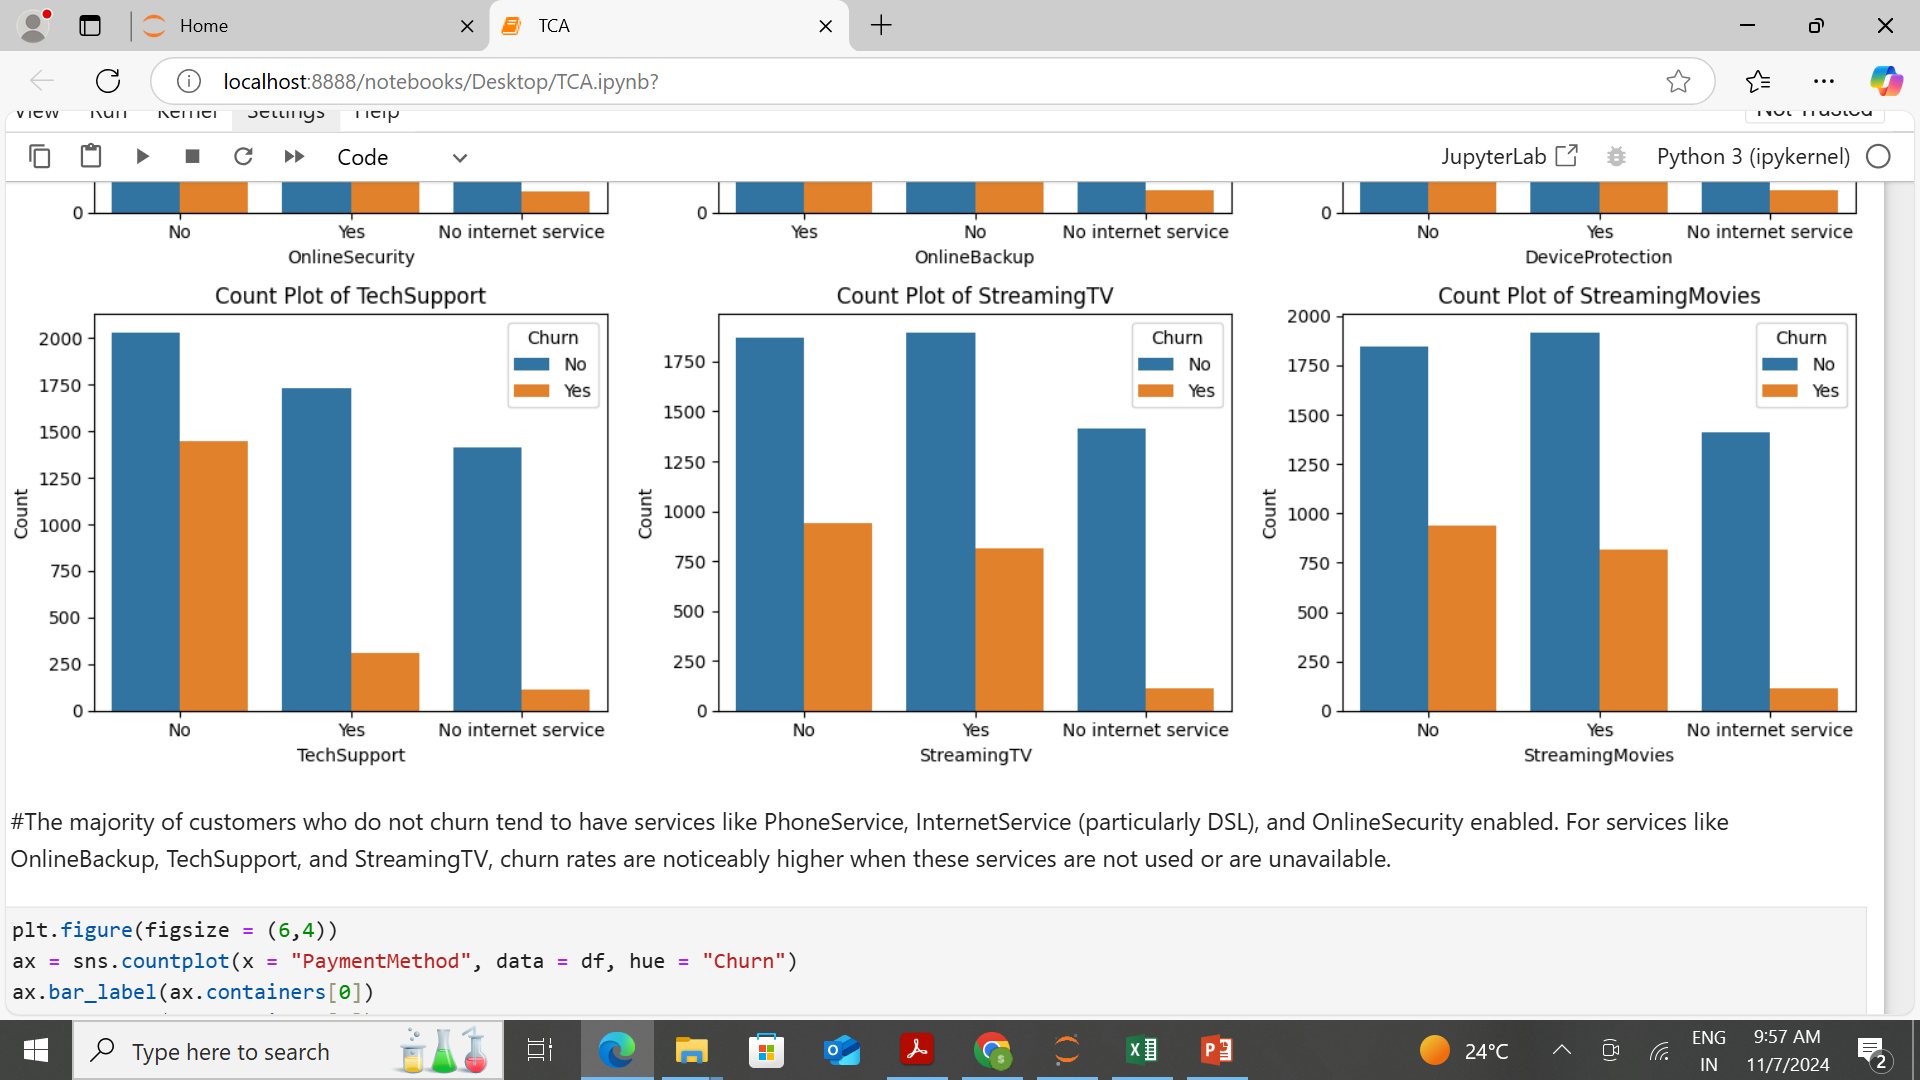 Home
TCA
localhost:8888/notebooks/Desktop/TCA.ipynb?
View Run Kernel Settings Help
Not Trusted
Code
JupyterLab
Python 3 (ipykernel)
0
No Yes No internet service
OnlineSecurity
0
Yes No No internet service
OnlineBackup
0
No Yes No internet service
DeviceProtection
Count Plot of TechSupport
Churn
No
Yes
2000
1750
1500
1250
1000
750
500
250
0
Count
No Yes No internet service
TechSupport
Count Plot of StreamingTV
Churn
No
Yes
1750
1500
1250
1000
750
500
250
0
Count
No Yes No internet service
StreamingTV
Count Plot of StreamingMovies
Churn
No
Yes
2000
1750
1500
1250
1000
750
500
250
0
Count
No Yes No internet service
StreamingMovies
#The majority of customers who do not churn tend to have services like PhoneService, InternetService (particularly DSL), and OnlineSecurity enabled. For services like
OnlineBackup, TechSupport, and StreamingTV, churn rates are noticeably higher when these services are not used or are unavailable.
plt.figure(figsize = (6,4))
ax = sns.countplot(x = "PaymentMethod", data = df, hue = "Churn")
ax.bar_label(ax.containers[0])
Type here to search
24°C
ENG
IN
9:57 AM
11/7/2024
2